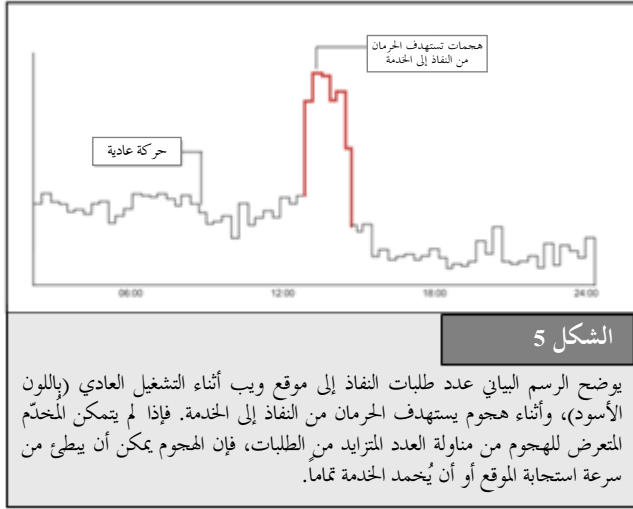 هجمات تستهدف الحرمان
من النفاذ إلى الخدمة
حركة عادية
06:00 12:00 18:00 24:00
الشكل 5
يوضح الرسم البياني عدد طلبات النفاذ إلى موقع ويب أثناء التشغيل العادي (باللون
الأسود)، وأثناء هجوم يستهدف الحرمان من النفاذ إلى الخدمة. فإذا لم يتمكن المُخدّم
المتعرض للهجوم من مناولة العدد المتزايد من الطلبات، فإن الهجوم يمكن أن يبطئ من
سرعة استجابة الموقع أو أن يُخمد الخدمة تماماً.